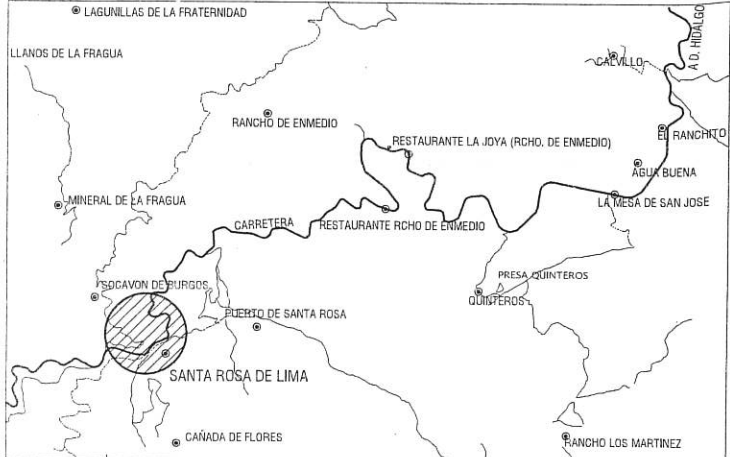 LAGUNILLAS DE LA FRATERNIDAD
A D. HIDALGO
LLANOS DE LA FRAGUA
CALVILLO
RANCHO DE ENMEDIO
EL RANCHITO
RESTAURANTE LA JOYA (RCHO. DE ENMEDIO)
AGUA BUENA
MINERAL DE LA FRAGUA
LA MESA DE SAN JOSE
CARRETERA
RESTAURANTE RCHO DE ENMEDIO
PRESA QUINTEROS
SOCAVON DE BURGOS
QUINTEROS
PUERTO DE SANTA ROSA
SANTA ROSA DE LIMA
CAÑADA DE FLORES
RANCHO LOS MARTINEZ